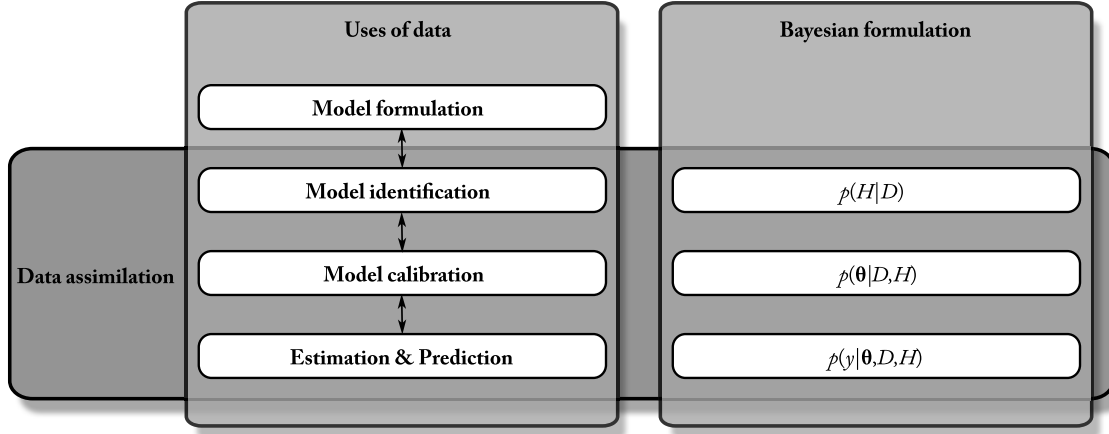 Uses of data
Bayesian formulation
Model formulation
Model identification
p(H|D)
Data assimilation
Model calibration
p(θ|D,H)
Estimation & Prediction
p(y|θ,D,H)